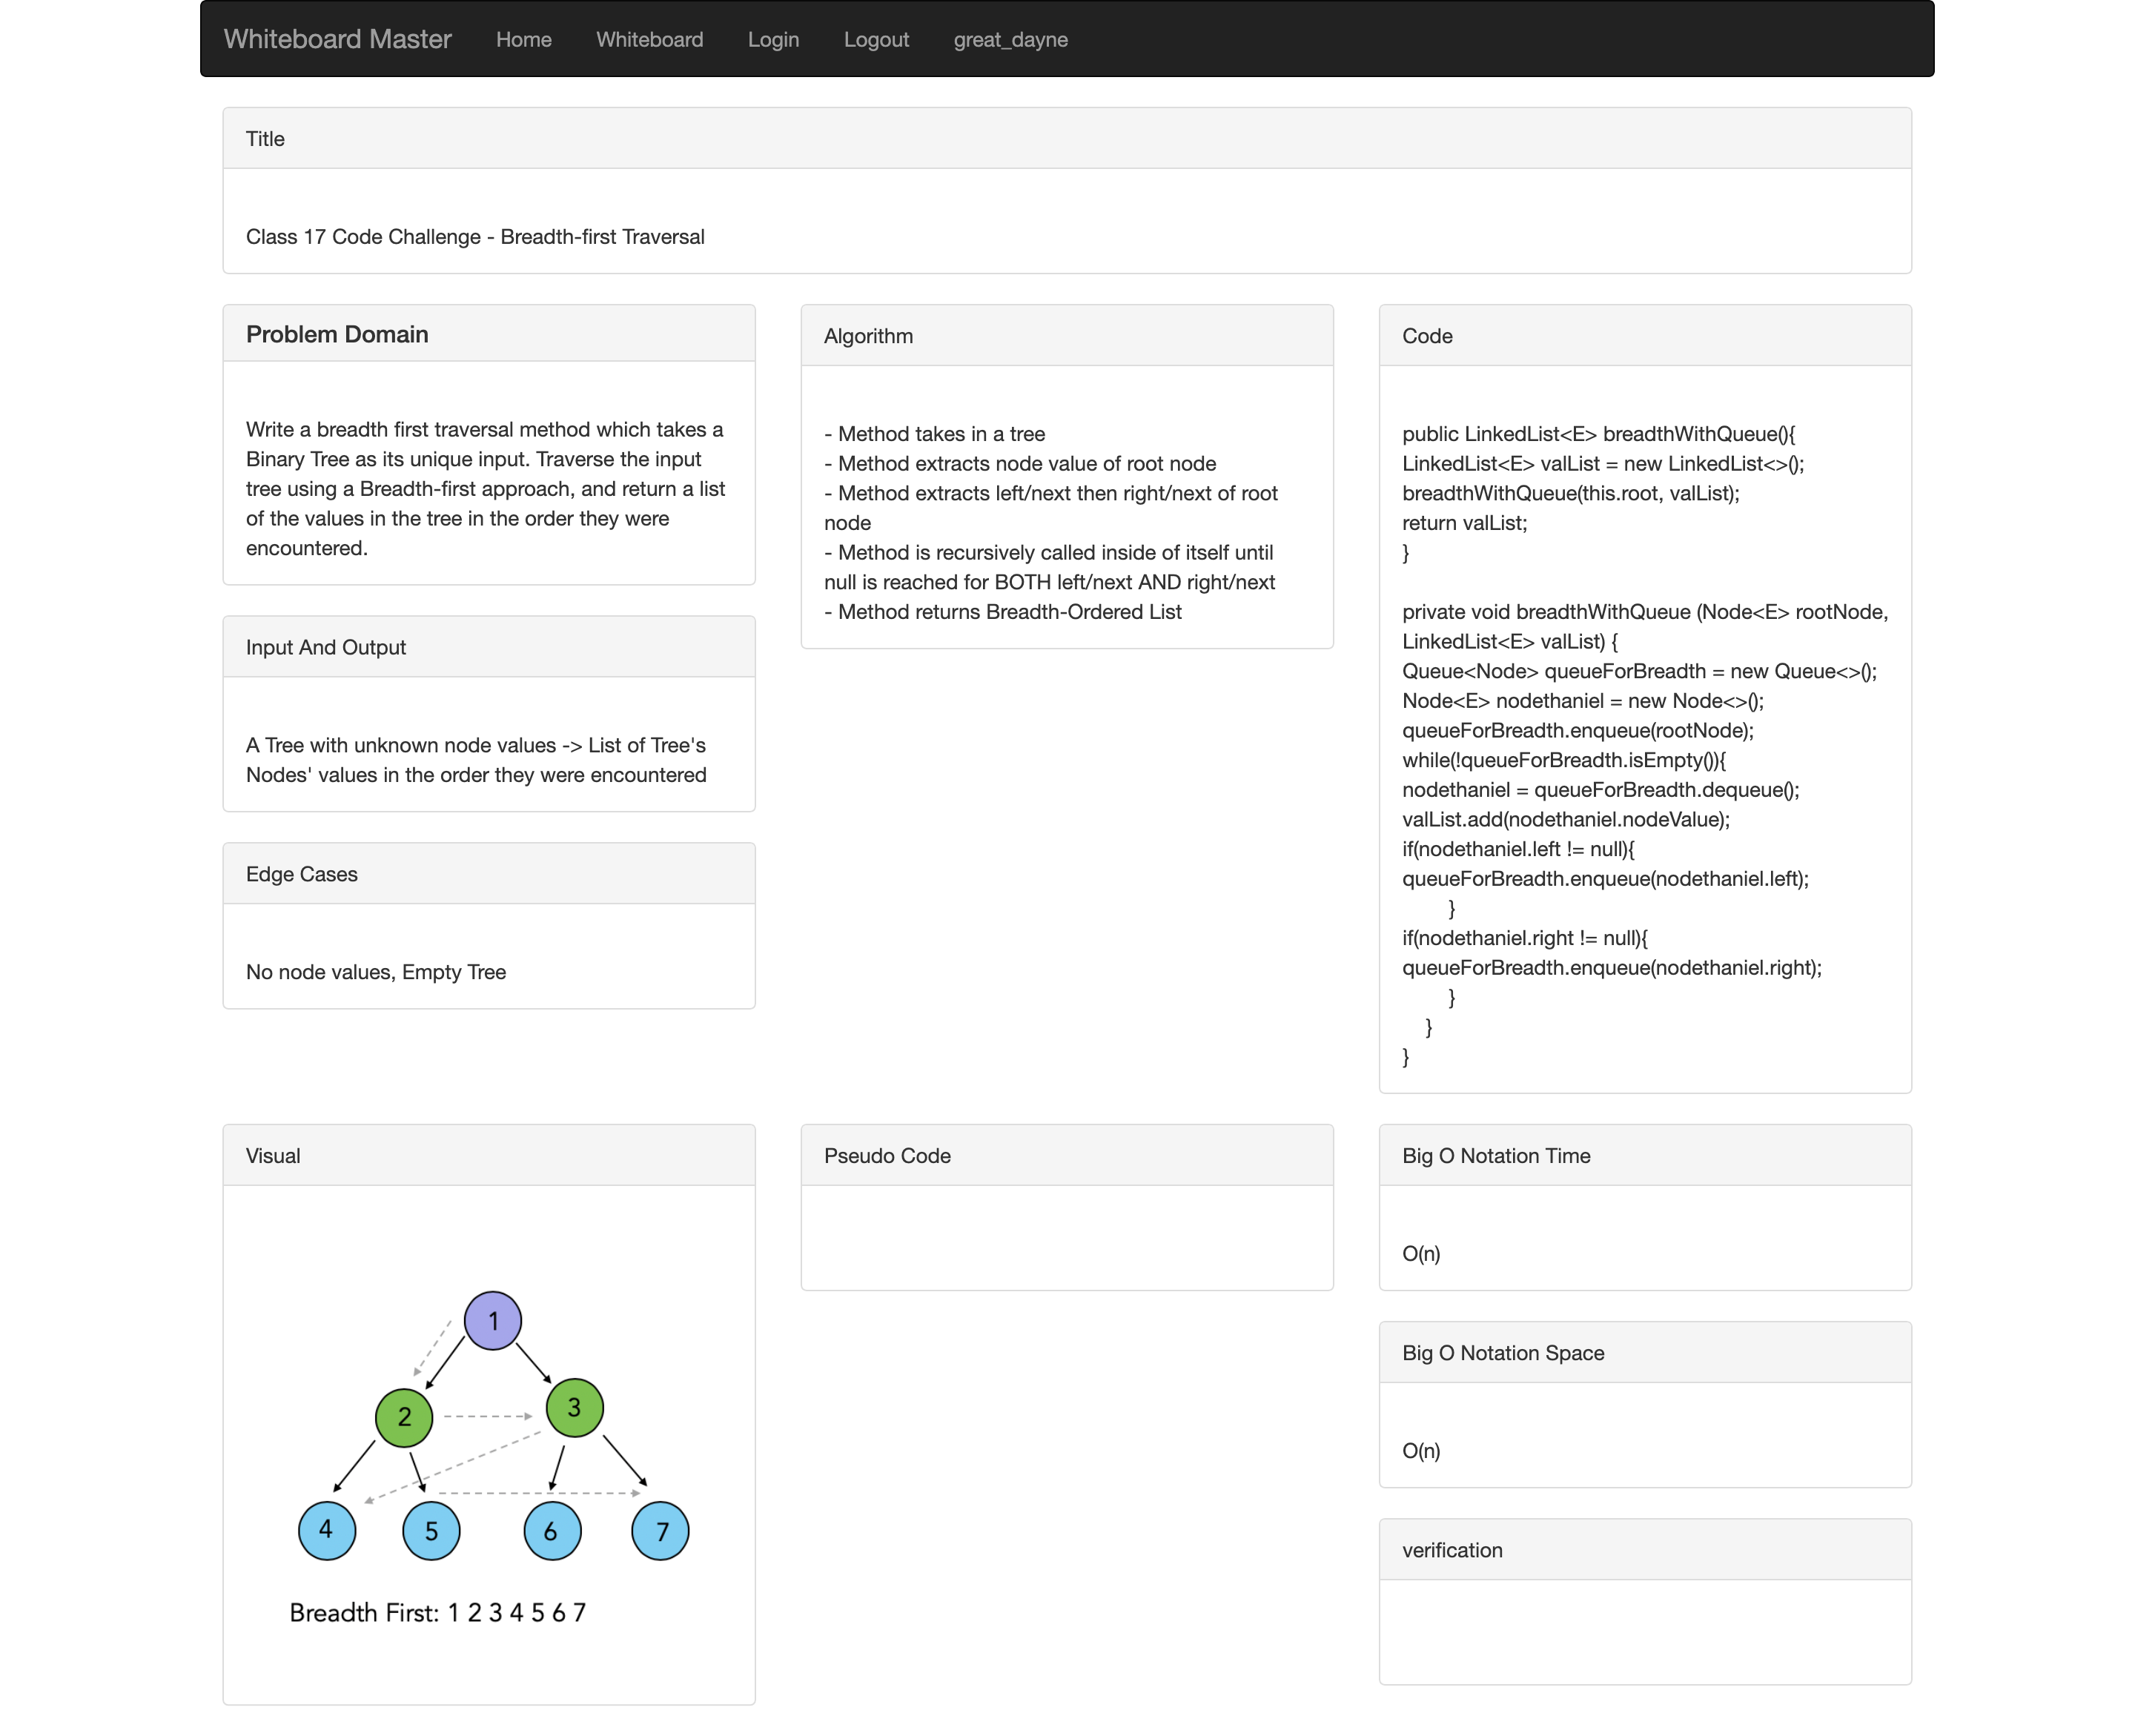 Whiteboard Master Home Whiteboard Login Logout great_dayne
Title
Class 17 Code Challenge - Breadth-first Traversal
Problem Domain
Write a breadth first traversal method which takes a
Binary Tree as its unique input. Traverse the input
tree using a Breadth-first approach, and return a list
of the values in the tree in the order they were
encountered.
Input And Output
A Tree with unknown node values -> List of Tree's
Nodes' values in the order they were encountered
Edge Cases
No node values, Empty Tree
Algorithm
- Method takes in a tree
- Method extracts node value of root node
- Method extracts left/next then right/next of root
node
- Method is recursively called inside of itself until
null is reached for BOTH left/next AND right/next
- Method returns Breadth-Ordered List
Code
public LinkedList<E> breadthWithQueue(){
LinkedList<E> valList = new LinkedList<>();
breadthWithQueue(this.root, valList);
return valList;
}
private void breadthWithQueue (Node<E> rootNode,
LinkedList<E> valList) {
Queue<Node> queueForBreadth = new Queue<>();
Node<E> nodethaniel = new Node<>();
queueForBreadth.enqueue(rootNode);
while(!queueForBreadth.isEmpty()){
nodethaniel = queueForBreadth.dequeue();
valList.add(nodethaniel.nodeValue);
if(nodethaniel.left != null){
queueForBreadth.enqueue(nodethaniel.left);
}
if(nodethaniel.right != null){
queueForBreadth.enqueue(nodethaniel.right);
}
}
}
Visual
1
2 3
4 5 6 7
Breadth First: 1 2 3 4 5 6 7
Pseudo Code
Big O Notation Time
O(n)
Big O Notation Space
O(n)
verification